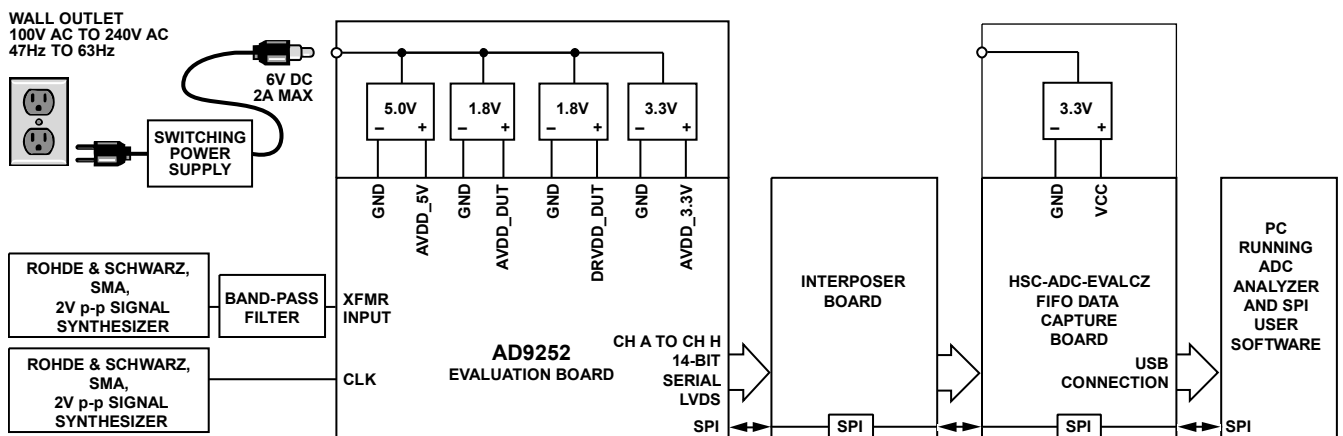 WALL OUTLET
100V AC TO 240V AC
47Hz TO 63Hz
6V DC
2A MAX
SWITCHING
POWER
SUPPLY
5.0V
– +
1.8V
– +
1.8V
– +
3.3V
– +
3.3V
– +
GND
AVDD_5V
GND
AVDD_DUT
GND
DRVDD_DUT
GND
AVDD_3.3V
GND
VCC
ROHDE & SCHWARZ,
SMA,
2V p-p SIGNAL
SYNTHESIZER
BAND-PASS
FILTER
XFMR
INPUT
ROHDE & SCHWARZ,
SMA,
2V p-p SIGNAL
SYNTHESIZER
CLK
AD9252
EVALUATION BOARD
CH A TO CH H
14-BIT
SERIAL
LVDS
SPI
INTERPOSER
BOARD
SPI
HSC-ADC-EVALCZ
FIFO DATA
CAPTURE
BOARD
USB
CONNECTION
SPI
PC
RUNNING
ADC
ANALYZER
AND SPI
USER
SOFTWARE
SPI